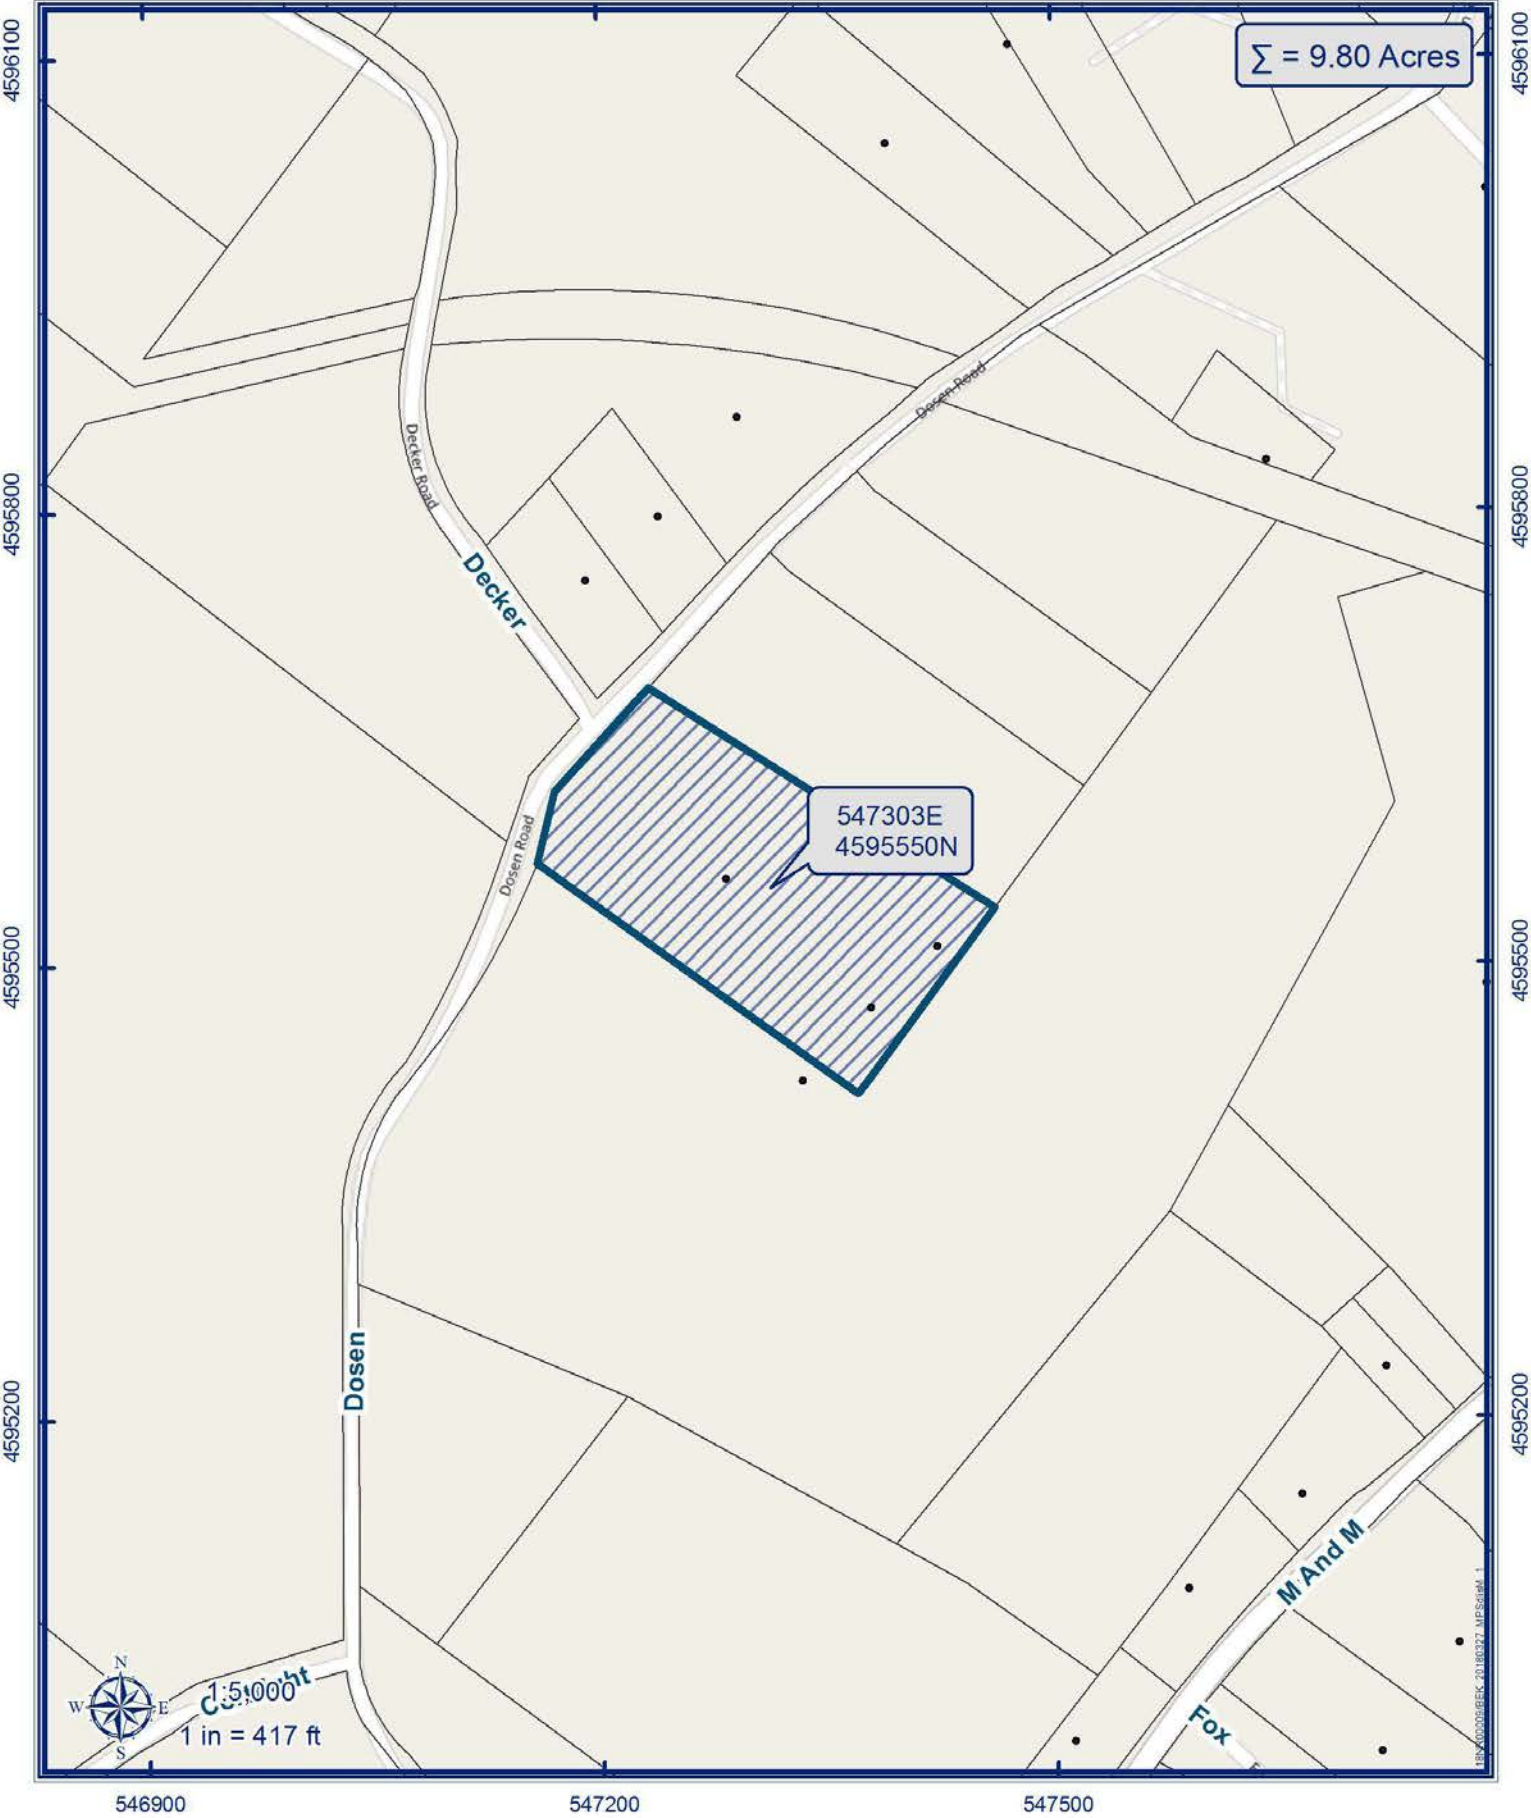 4596100
4596100
∑ = 9.80 Acres
Dosen Road
Decker Road
4595800
4595800
Decker
547303E
4595550N
Dosen Road
4595500
4595500
Dosen
4595200
4595200
M And M
N
W E
S
1:5,000
1 in = 417 ft
Fox
546900
547200
547500